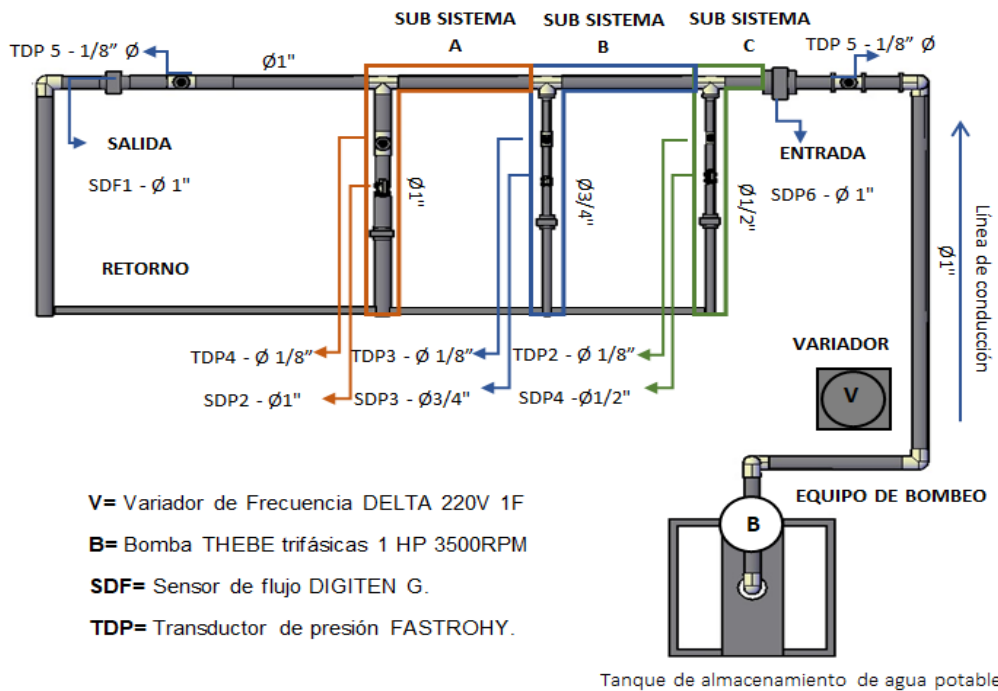 SUB SISTEMA
A
SUB SISTEMA
B
SUB SISTEMA
C
TDP 5 - 1/8” Ø
Ø1"
TDP 5 - 1/8” Ø
SALIDA
SDF1 - Ø 1"
ENTRADA
SDP6 - Ø 1"
Ø1"
Ø3/4"
Ø1/2"
Ø1"
Línea de conducción
RETORNO
TDP4 - Ø 1/8”
TDP3 - Ø 1/8”
TDP2 - Ø 1/8”
SDP2 - Ø1"
SDP3 - Ø3/4"
SDP4 -Ø1/2"
VARIADOR
V
EQUIPO DE BOMBEO
B
V= Variador de Frecuencia DELTA 220V 1F
B= Bomba THEBE trifásicas 1 HP 3500RPM
SDF= Sensor de flujo DIGITEN G.
TDP= Transductor de presión FASTROHY.
Tanque de almacenamiento de agua potable